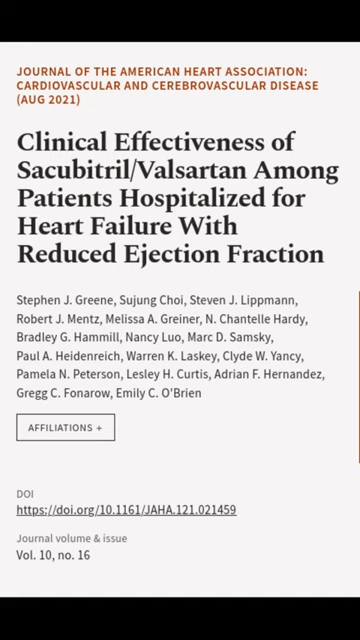 JOURNAL OF THE AMERICAN HEART ASSOCIATION:
CARDIOVASCULAR AND CEREBROVASCULAR DISEASE
(AUG 2021)
Clinical Effectiveness of
Sacubitril/Valsartan Among
Patients Hospitalized for
Heart Failure With
Reduced Ejection Fraction
Stephen J. Greene, Sujung Choi, Steven J. Lippmann,
Robert J. Mentz, Melissa A. Greiner, N. Chantelle Hardy,
Bradley G. Hammill, Nancy Luo, Marc D. Samsky,
Paul A. Heidenreich, Warren K. Laskey, Clyde W. Yancy,
Pamela N. Peterson, Lesley H. Curtis, Adrian F. Hernandez,
Gregg C. Fonarow, Emily C. O'Brien
AFFILIATIONS +
DOI
https://doi.org/10.1161/JAHA.121.021459
Journal volume & issue
Vol. 10, no. 16